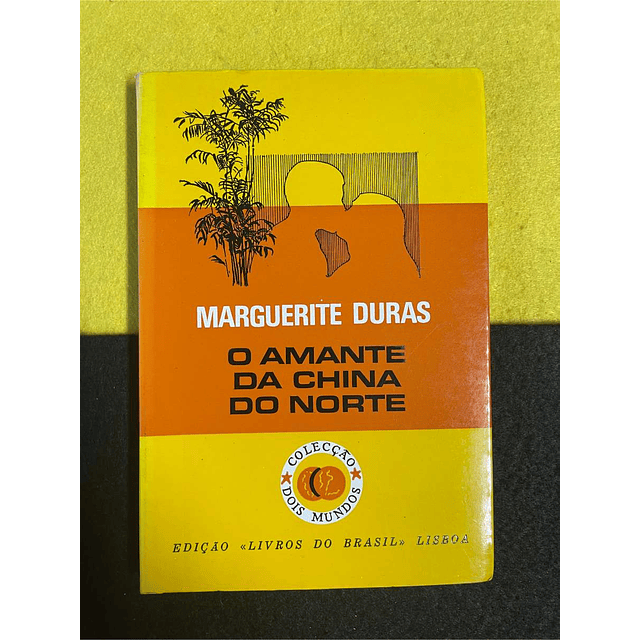 MARGUERITE DURAS
O AMANTE
DA CHINA
DO NORTE
COLECÇÃO
DOIS MUNDOS
EDIÇÃO «LIVROS DO BRASIL» LISBOA